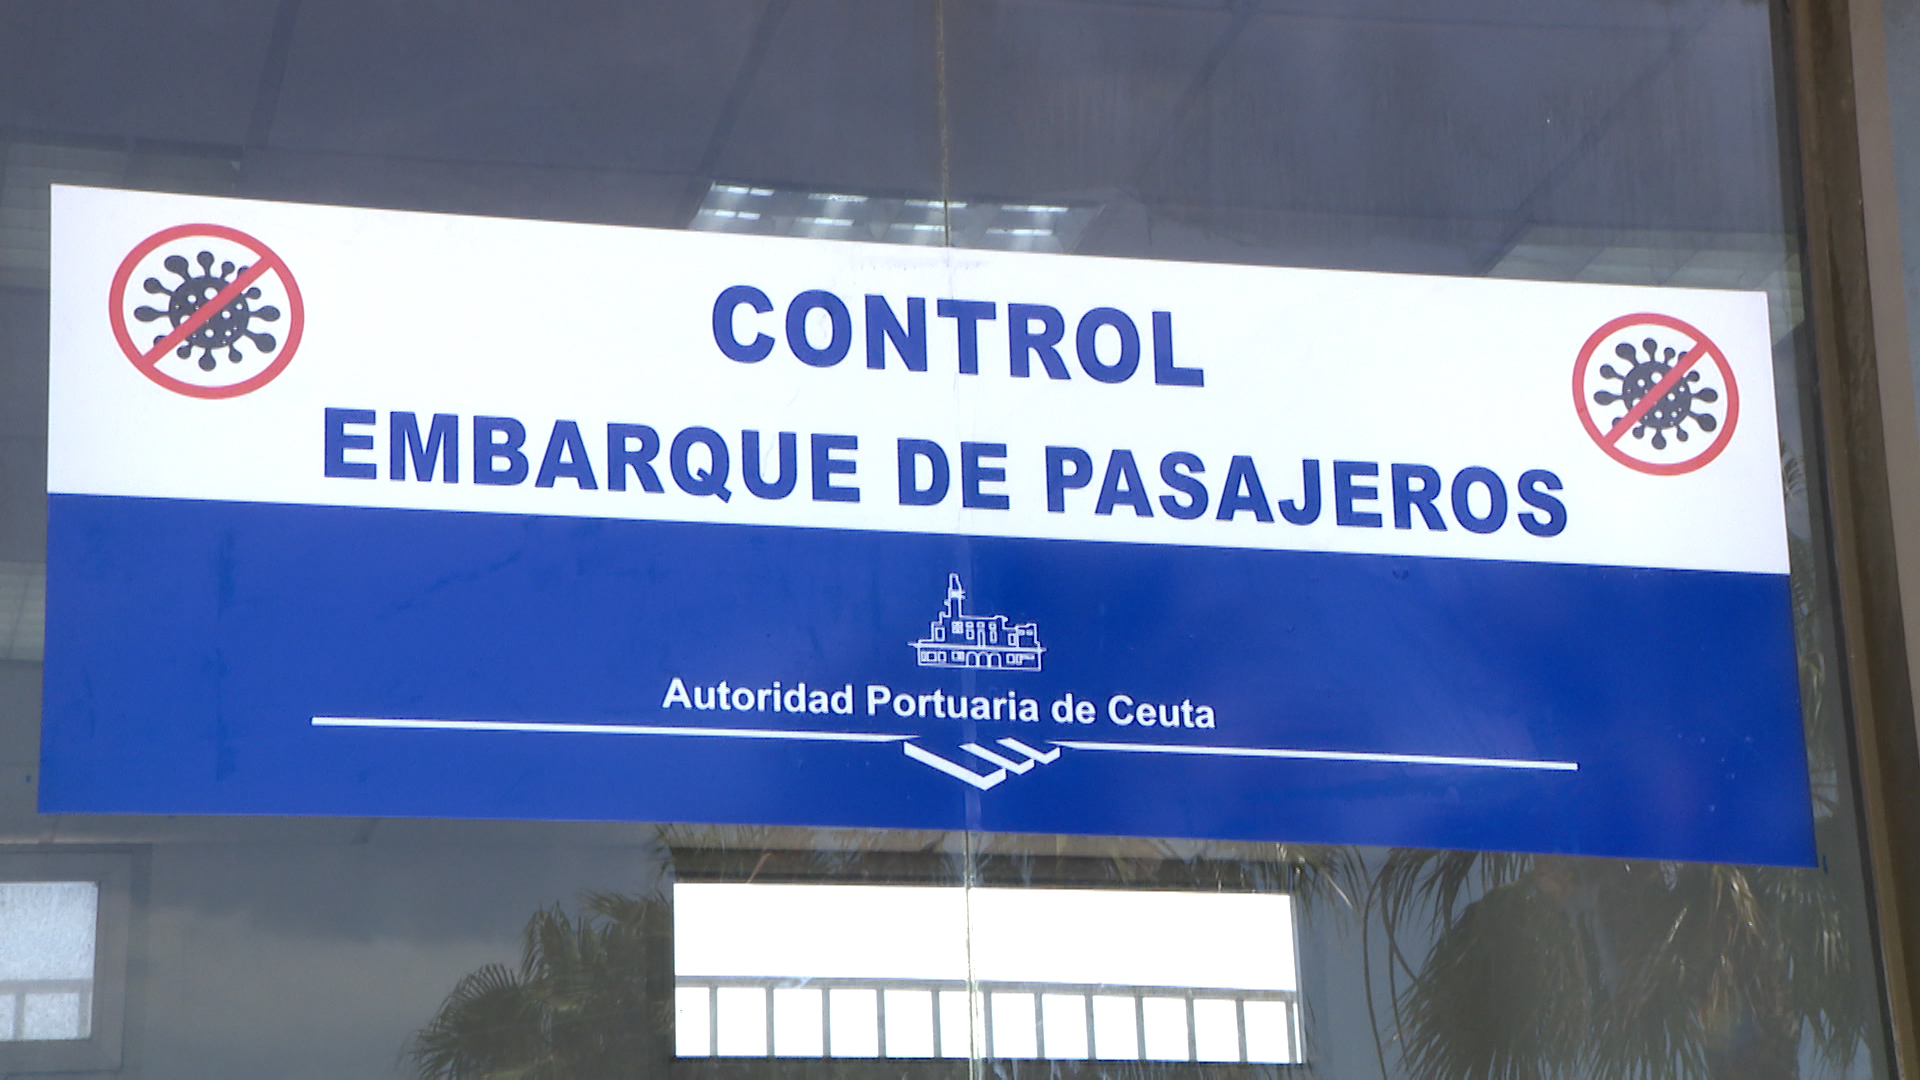 CONTROL
EMBARQUE DE PASAJEROS
Autoridad Portuaria de Ceuta